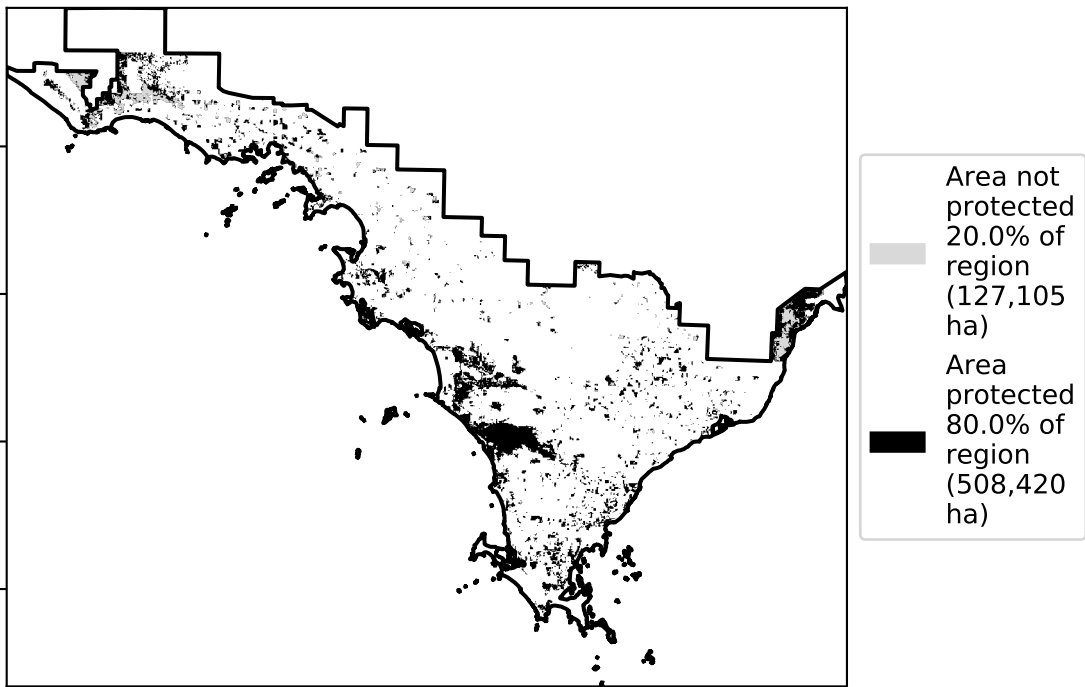 Area not
protected
20.0% of
region
(127,105
ha)
Area
protected
80.0% of
region
(508,420
ha)